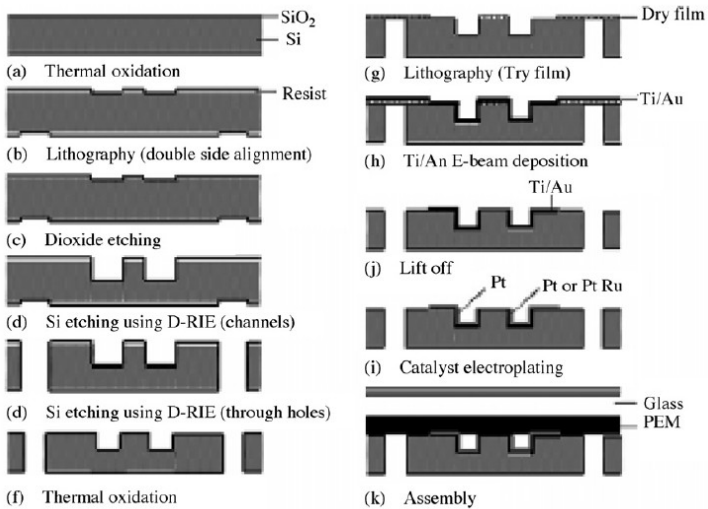 SiO2
Si
(a) Thermal oxidation
Resist
(b) Lithography (double side alignment)
(c) Dioxide etching
(d) Si etching using D-RIE (channels)
(d) Si etching using D-RIE (through holes)
(f) Thermal oxidation
Dry film
(g) Lithography (Try film)
Ti/Au
(h) Ti/An E-beam deposition
Ti/Au
(j) Lift off
Pt
Pt or Pt Ru
(i) Catalyst electroplating
Glass
PEM
(k) Assembly